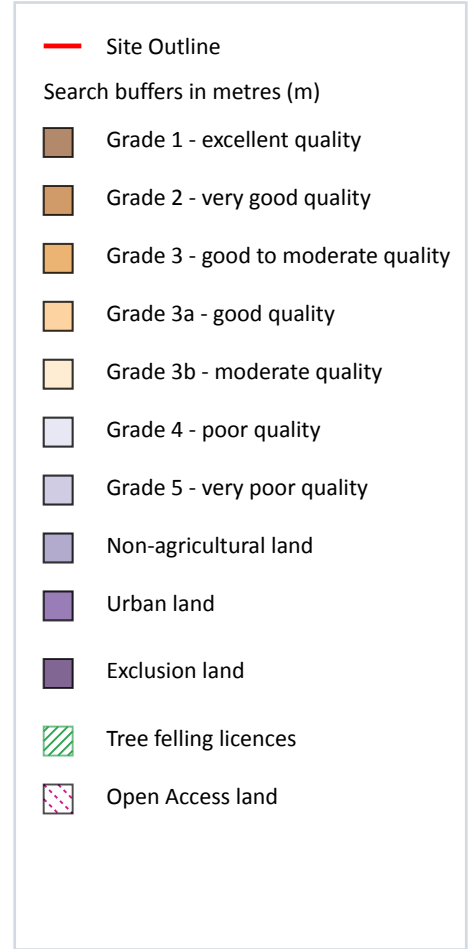 Site Outline
Search buffers in metres (m)
Grade 1 - excellent quality
Grade 2 - very good quality
Grade 3 - good to moderate quality
Grade 3a - good quality
Grade 3b - moderate quality
Grade 4 - poor quality
Grade 5 - very poor quality
Non-agricultural land
Urban land
Exclusion land
Tree felling licences
Open Access land